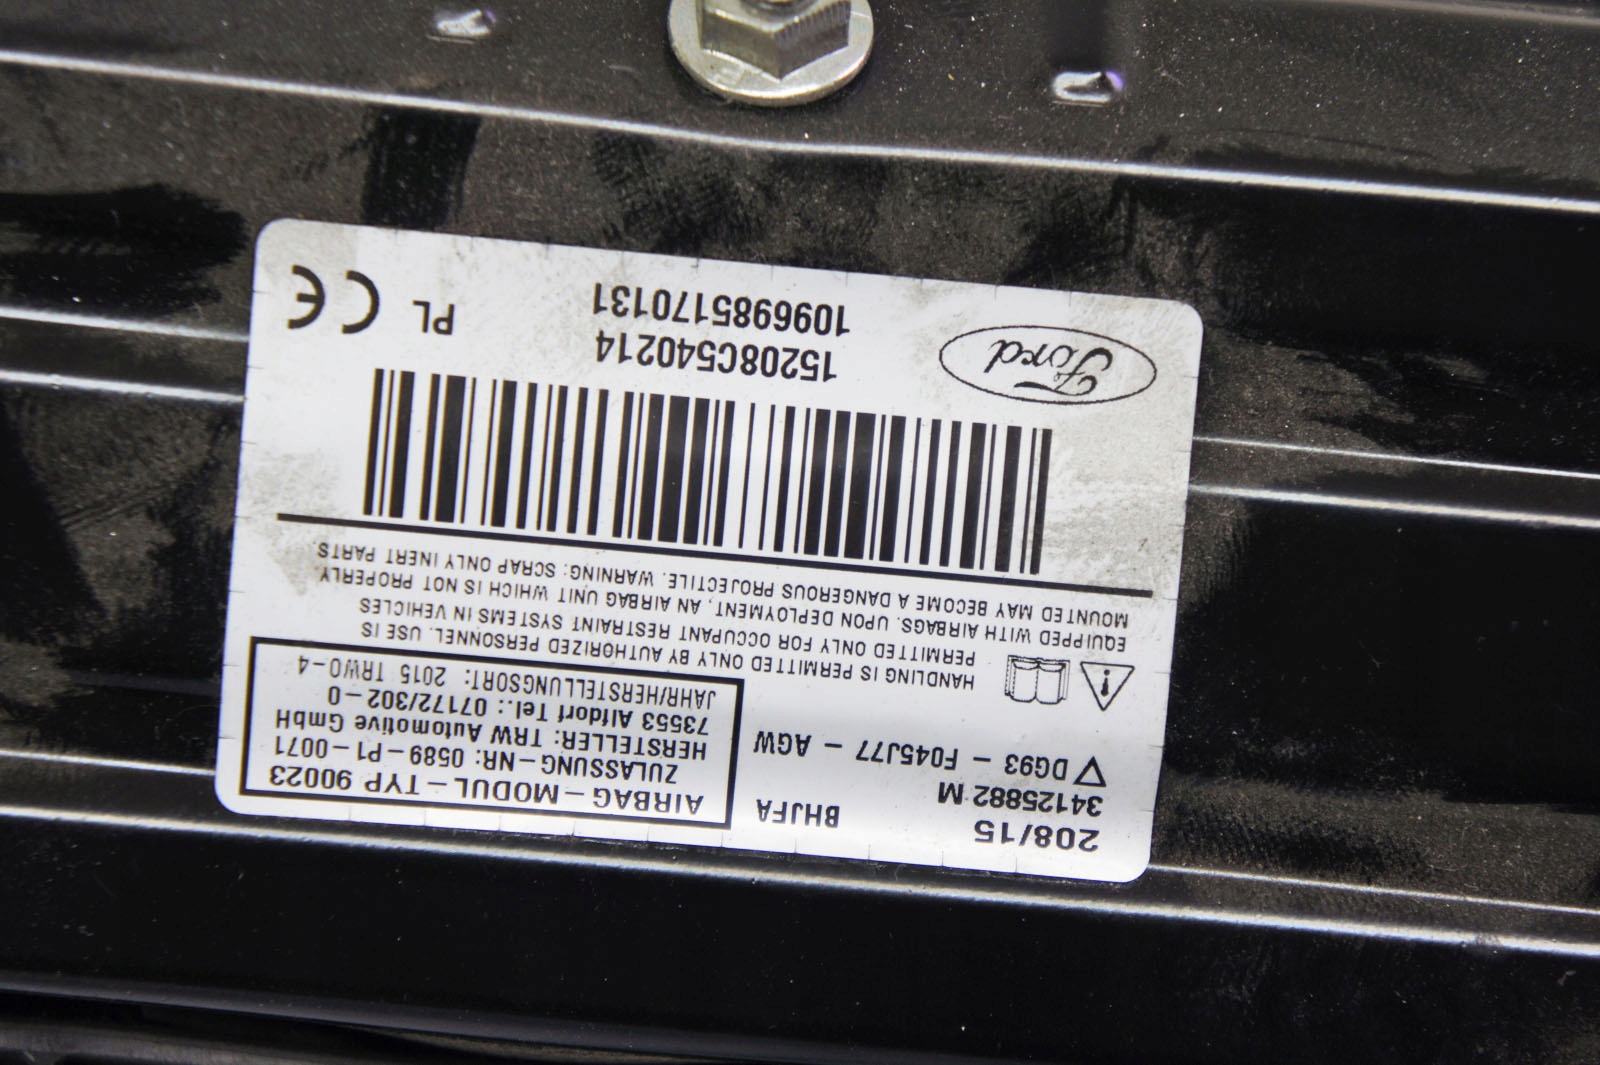 208/15
34125882 M
BHJFA
DG93 - F045J77 - AGW
AIRBAG-MODUL-TYP 90023
ZULASSUNG-NR: 0589-P1-0071
HERSTELLER: TRW Automotive GmbH
73553 Alfdorf Tel.: 07172/302-0
JAHR/HERSTELLUNGSORT: 2015 TRW0-4
HANDLING IS PERMITTED ONLY BY AUTHORIZED PERSONNEL. USE IS
PERMITTED ONLY FOR OCCUPANT RESTRAINT SYSTEMS IN VEHICLES
EQUIPPED WITH AIRBAGS. UPON DEPLOYMENT, AN AIRBAG UNIT WHICH IS NOT PROPERLY
MOUNTED MAY BECOME A DANGEROUS PROJECTILE. WARNING: SCRAP ONLY INERT PARTS.
Ford
15208C540214
1096985170131
PL
CE